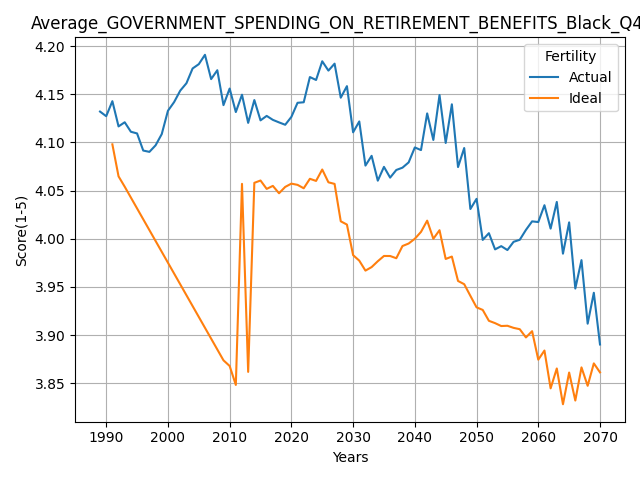 Average_GOVERNMENT_SPENDING_ON_RETIREMENT_BENEFITS_Black_Q4
Fertility
Actual
Ideal
Score(1-5)
4.20
4.15
4.10
4.05
4.00
3.95
3.90
3.85
1990 2000 2010 2020 2030 2040 2050 2060 2070
Years